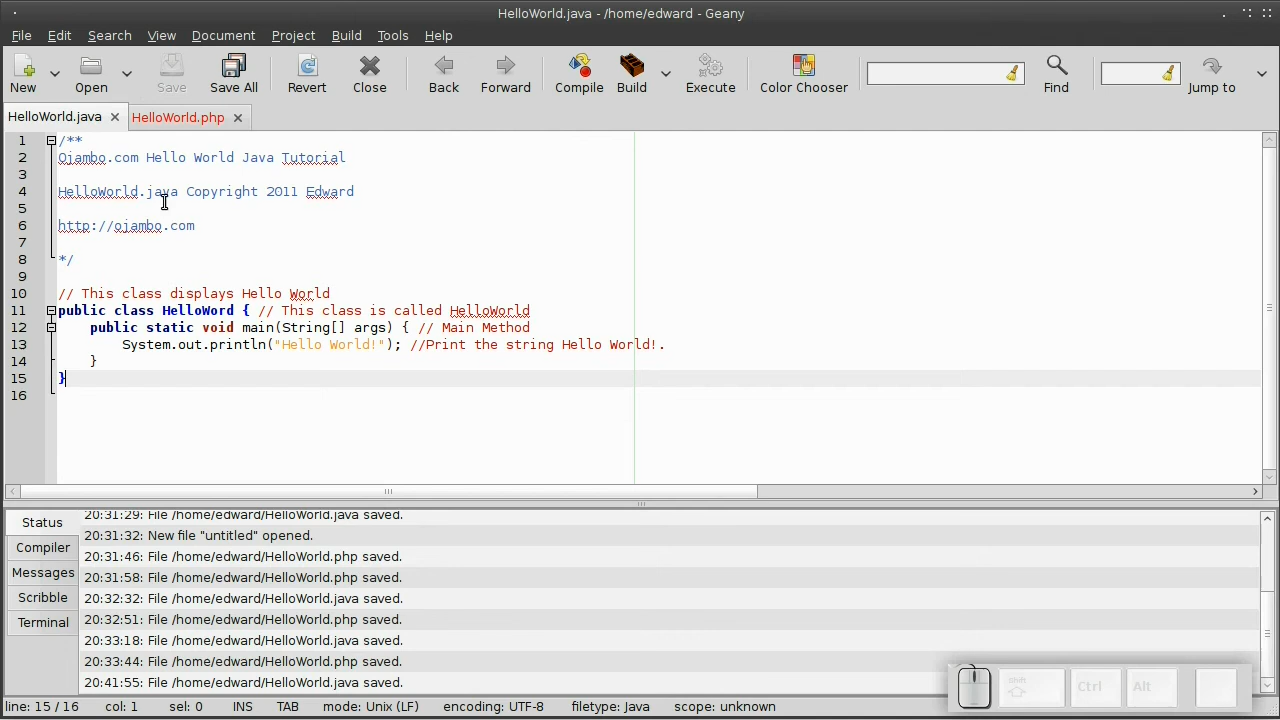 HelloWorld.java - /home/edward - Geany
File Edit Search View Document Project Build Tools Help
New Open Save Save All Revert Close Back Forward Compile Build Execute Color Chooser Find Jump to
HelloWorld.java HelloWorld.php
1 /**
2 Ojambo.com Hello World Java Tutorial
3
4 HelloWorld.java Copyright 2011 Edward
5
6 http://ojambo.com
7
8 */
9
10 // This class displays Hello World
11 public class HelloWord { // This class is called HelloWorld
12 public static void main(String[] args) { // Main Method
13 System.out.println("Hello World!"); //Print the string Hello World!.
14 }
15 }
16
Status
Compiler
Messages
Scribble
Terminal
20:31:29: File /home/edward/HelloWorld.java saved.
20:31:32: New file "untitled" opened.
20:31:46: File /home/edward/HelloWorld.php saved.
20:31:58: File /home/edward/HelloWorld.php saved.
20:32:32: File /home/edward/HelloWorld.java saved.
20:32:51: File /home/edward/HelloWorld.php saved.
20:33:18: File /home/edward/HelloWorld.java saved.
20:33:44: File /home/edward/HelloWorld.php saved.
20:41:55: File /home/edward/HelloWorld.java saved.
Shift Ctrl Alt
line: 15 / 16 col: 1 sel: 0 INS TAB mode: Unix (LF) encoding: UTF-8 filetype: Java scope: unknown